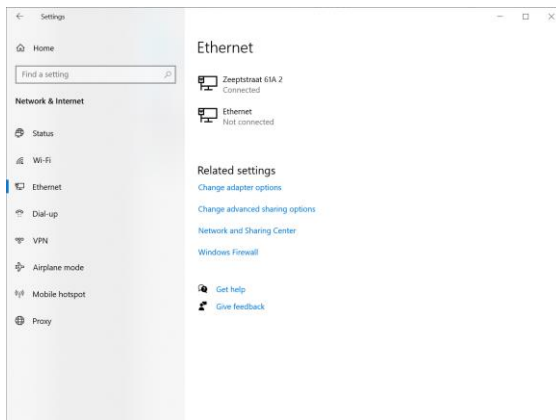 Settings
Home
Find a setting
Network & Internet
Status
Wi-Fi
Ethernet
Dial-up
VPN
Airplane mode
Mobile hotspot
Proxy
Ethernet
Zeeptstraat 61A 2
Connected
Ethernet
Not connected
Related settings
Change adapter options
Change advanced sharing options
Network and Sharing Center
Windows Firewall
Get help
Give feedback